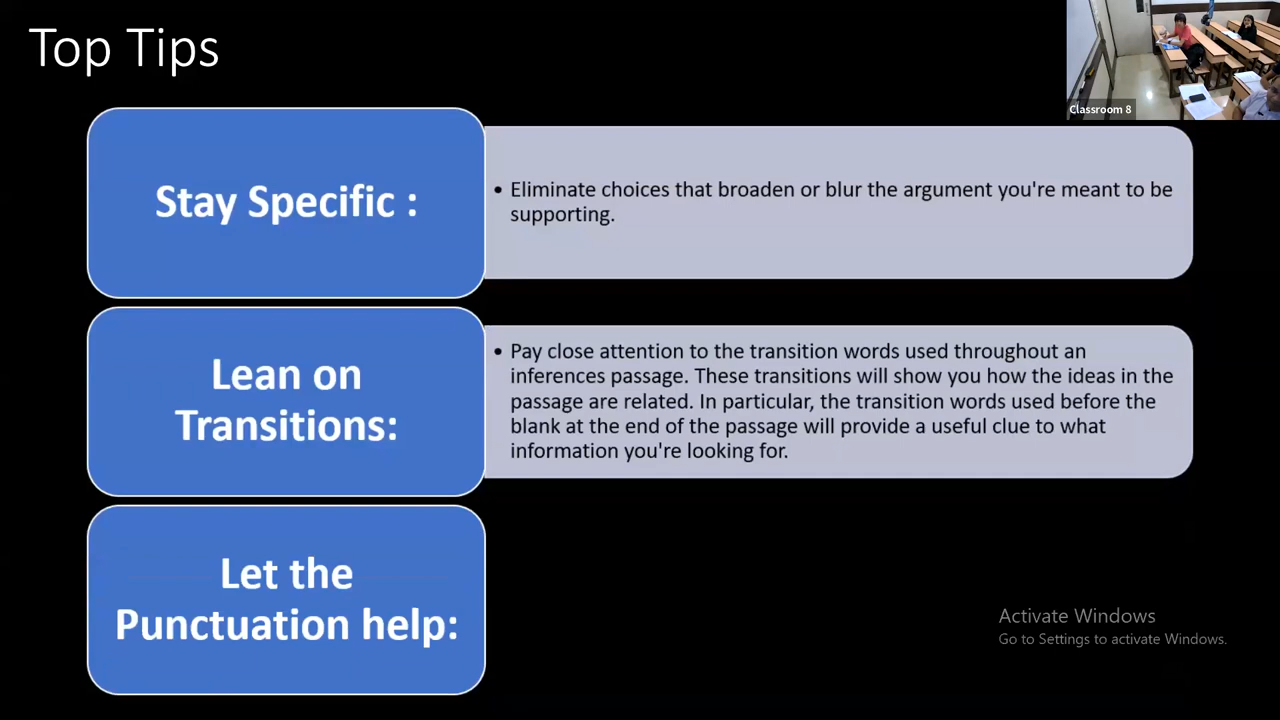 Top Tips
Classroom 8
Stay Specific :
• Eliminate choices that broaden or blur the argument you're meant to be
supporting.
Lean on
Transitions:
• Pay close attention to the transition words used throughout an
inferences passage. These transitions will show you how the ideas in the
passage are related. In particular, the transition words used before the
blank at the end of the passage will provide a useful clue to what
information you're looking for.
Let the
Punctuation help:
Activate Windows
Go to Settings to activate Windows.